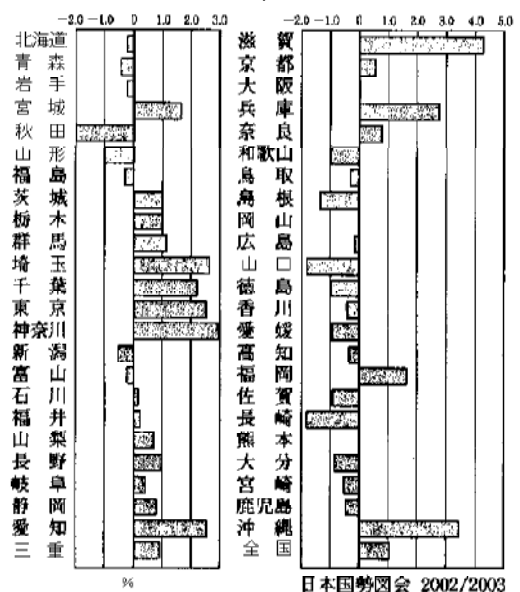 -2.0 -1.0 0 1.0 2.0 3.0
北海道
青森
岩手
宮城
秋田
山形
福島
茨城
栃木
群馬
埼玉
千葉
東京
神奈川
新潟
富山
石川
福井
山梨
長野
岐阜
静岡
愛知
三重
%
-2.0 -1.0 0 1.0 2.0 3.0 4.0 5.0
滋賀
京都
大阪
兵庫
奈良
和歌山
鳥取
島根
岡山
広島
山口
徳島
香川
愛媛
高知
福岡
佐賀
長崎
熊本
大分
宮崎
鹿児島
沖縄
全国
日本国勢図会 2002/2003